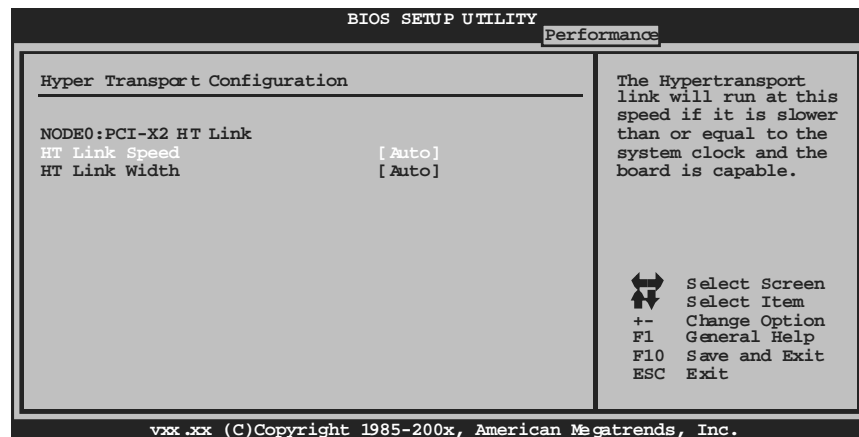 BIOS SETUP UTILITY
Performance
Hyper Transport Configuration
NODE0:PCI-X2 HT Link
HT Link Speed [Auto]
HT Link Width [Auto]
The Hypertransport
link will run at this
speed if it is slower
than or equal to the
system clock and the
board is capable.
Select Screen
Select Item
+- Change Option
F1 General Help
F10 Save and Exit
ESC Exit
vxx.xx (C)Copyright 1985-200x, American Megatrends, Inc.